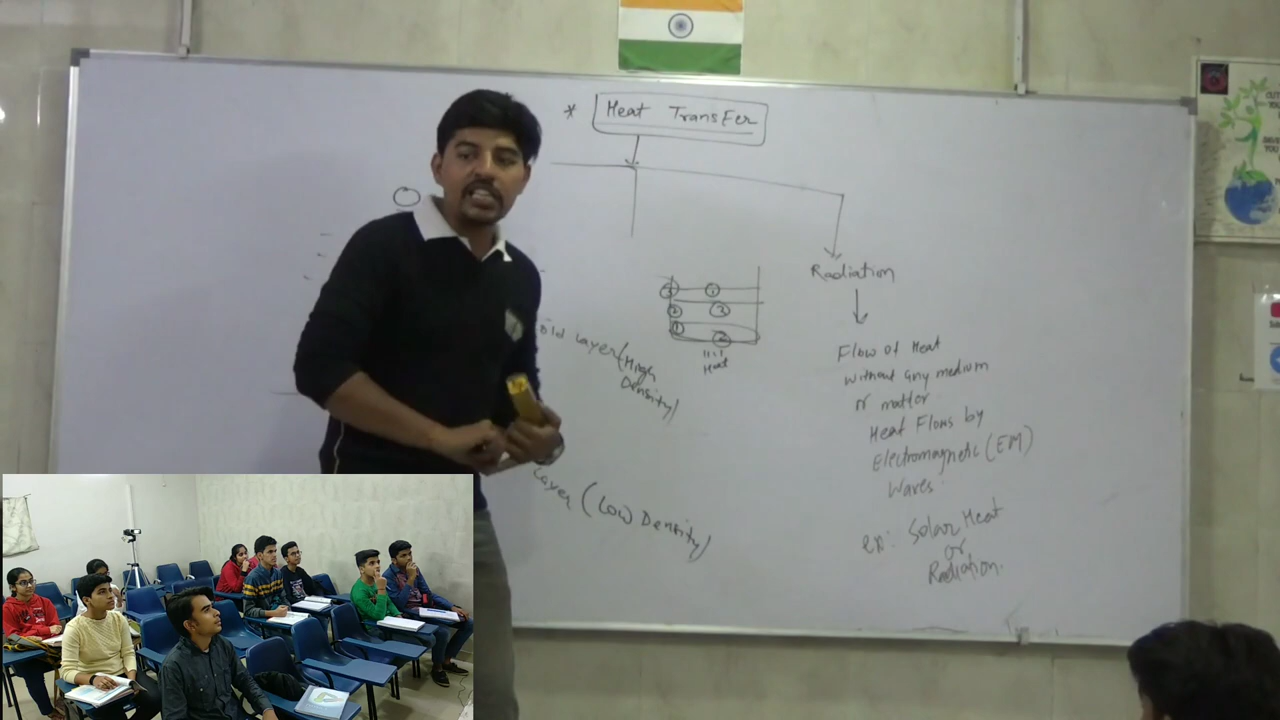 * Heat Transfer
Radiation
Heat
Flow of Heat
without any medium
or matter
Heat Flows by
Electromagnetic (EM)
Waves
ex: Solar Heat
or
Radiation.
old Layer (High
Density)
Layer (Low Density)